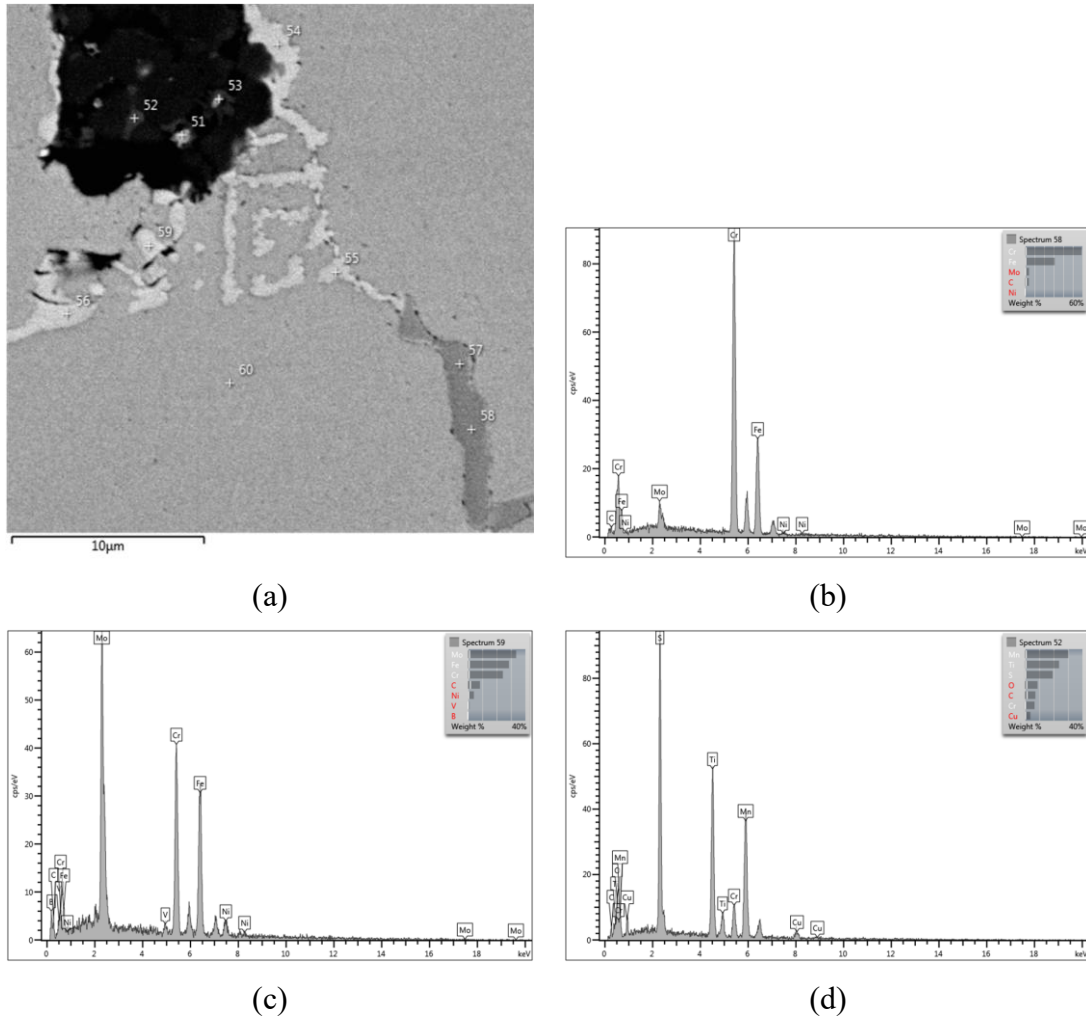 54
53
52
51
59
55
56
57
60
58
10μm
(a)
Spectrum 58
Cr
Fe
Mo
C
Ni
Weight % 60%
Cr
80
60
40
20
0
cps/eV
Fe
Cr
Mo
Fe
C
Ni
Ni
Ni
Mo
Mo
0 2 4 6 8 10 12 14 16 18 keV
(b)
Spectrum 59
Mo
Fe
Cr
C
Ni
V
B
Weight % 40%
Mo
60
50
40
30
20
10
0
cps/eV
Cr
Fe
Cr
C
Fe
V
B
Ni
V
Ni
Ni
Mo
Mo
0 2 4 6 8 10 12 14 16 18 keV
(c)
Spectrum 52
Mn
Ti
S
O
C
Cr
Cu
Weight % 40%
S
80
60
40
20
0
cps/eV
Ti
Mn
Mn
O
C
Cu
Ti
Cr
Cu
Cu
0 2 4 6 8 10 12 14 16 18 keV
(d)